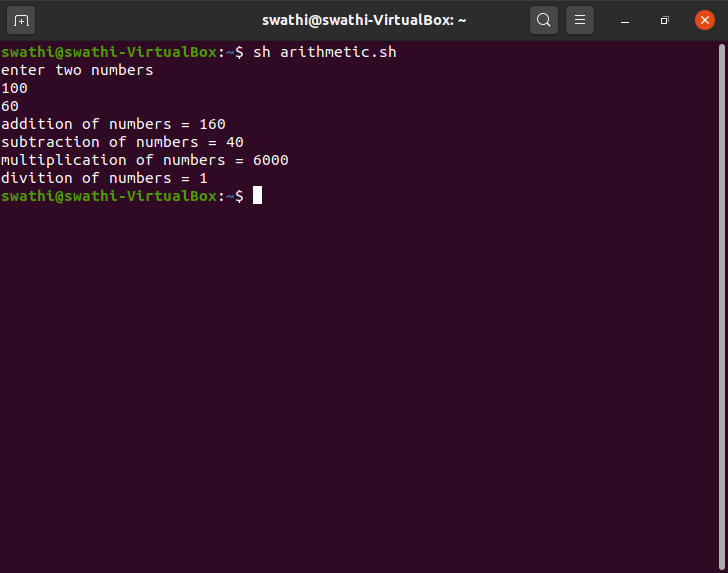 swathi@swathi-VirtualBox: ~
swathi@swathi-VirtualBox:~$ sh arithmetic.sh
enter two numbers
100
60
addition of numbers = 160
subtraction of numbers = 40
multiplication of numbers = 6000
divition of numbers = 1
swathi@swathi-VirtualBox:~$